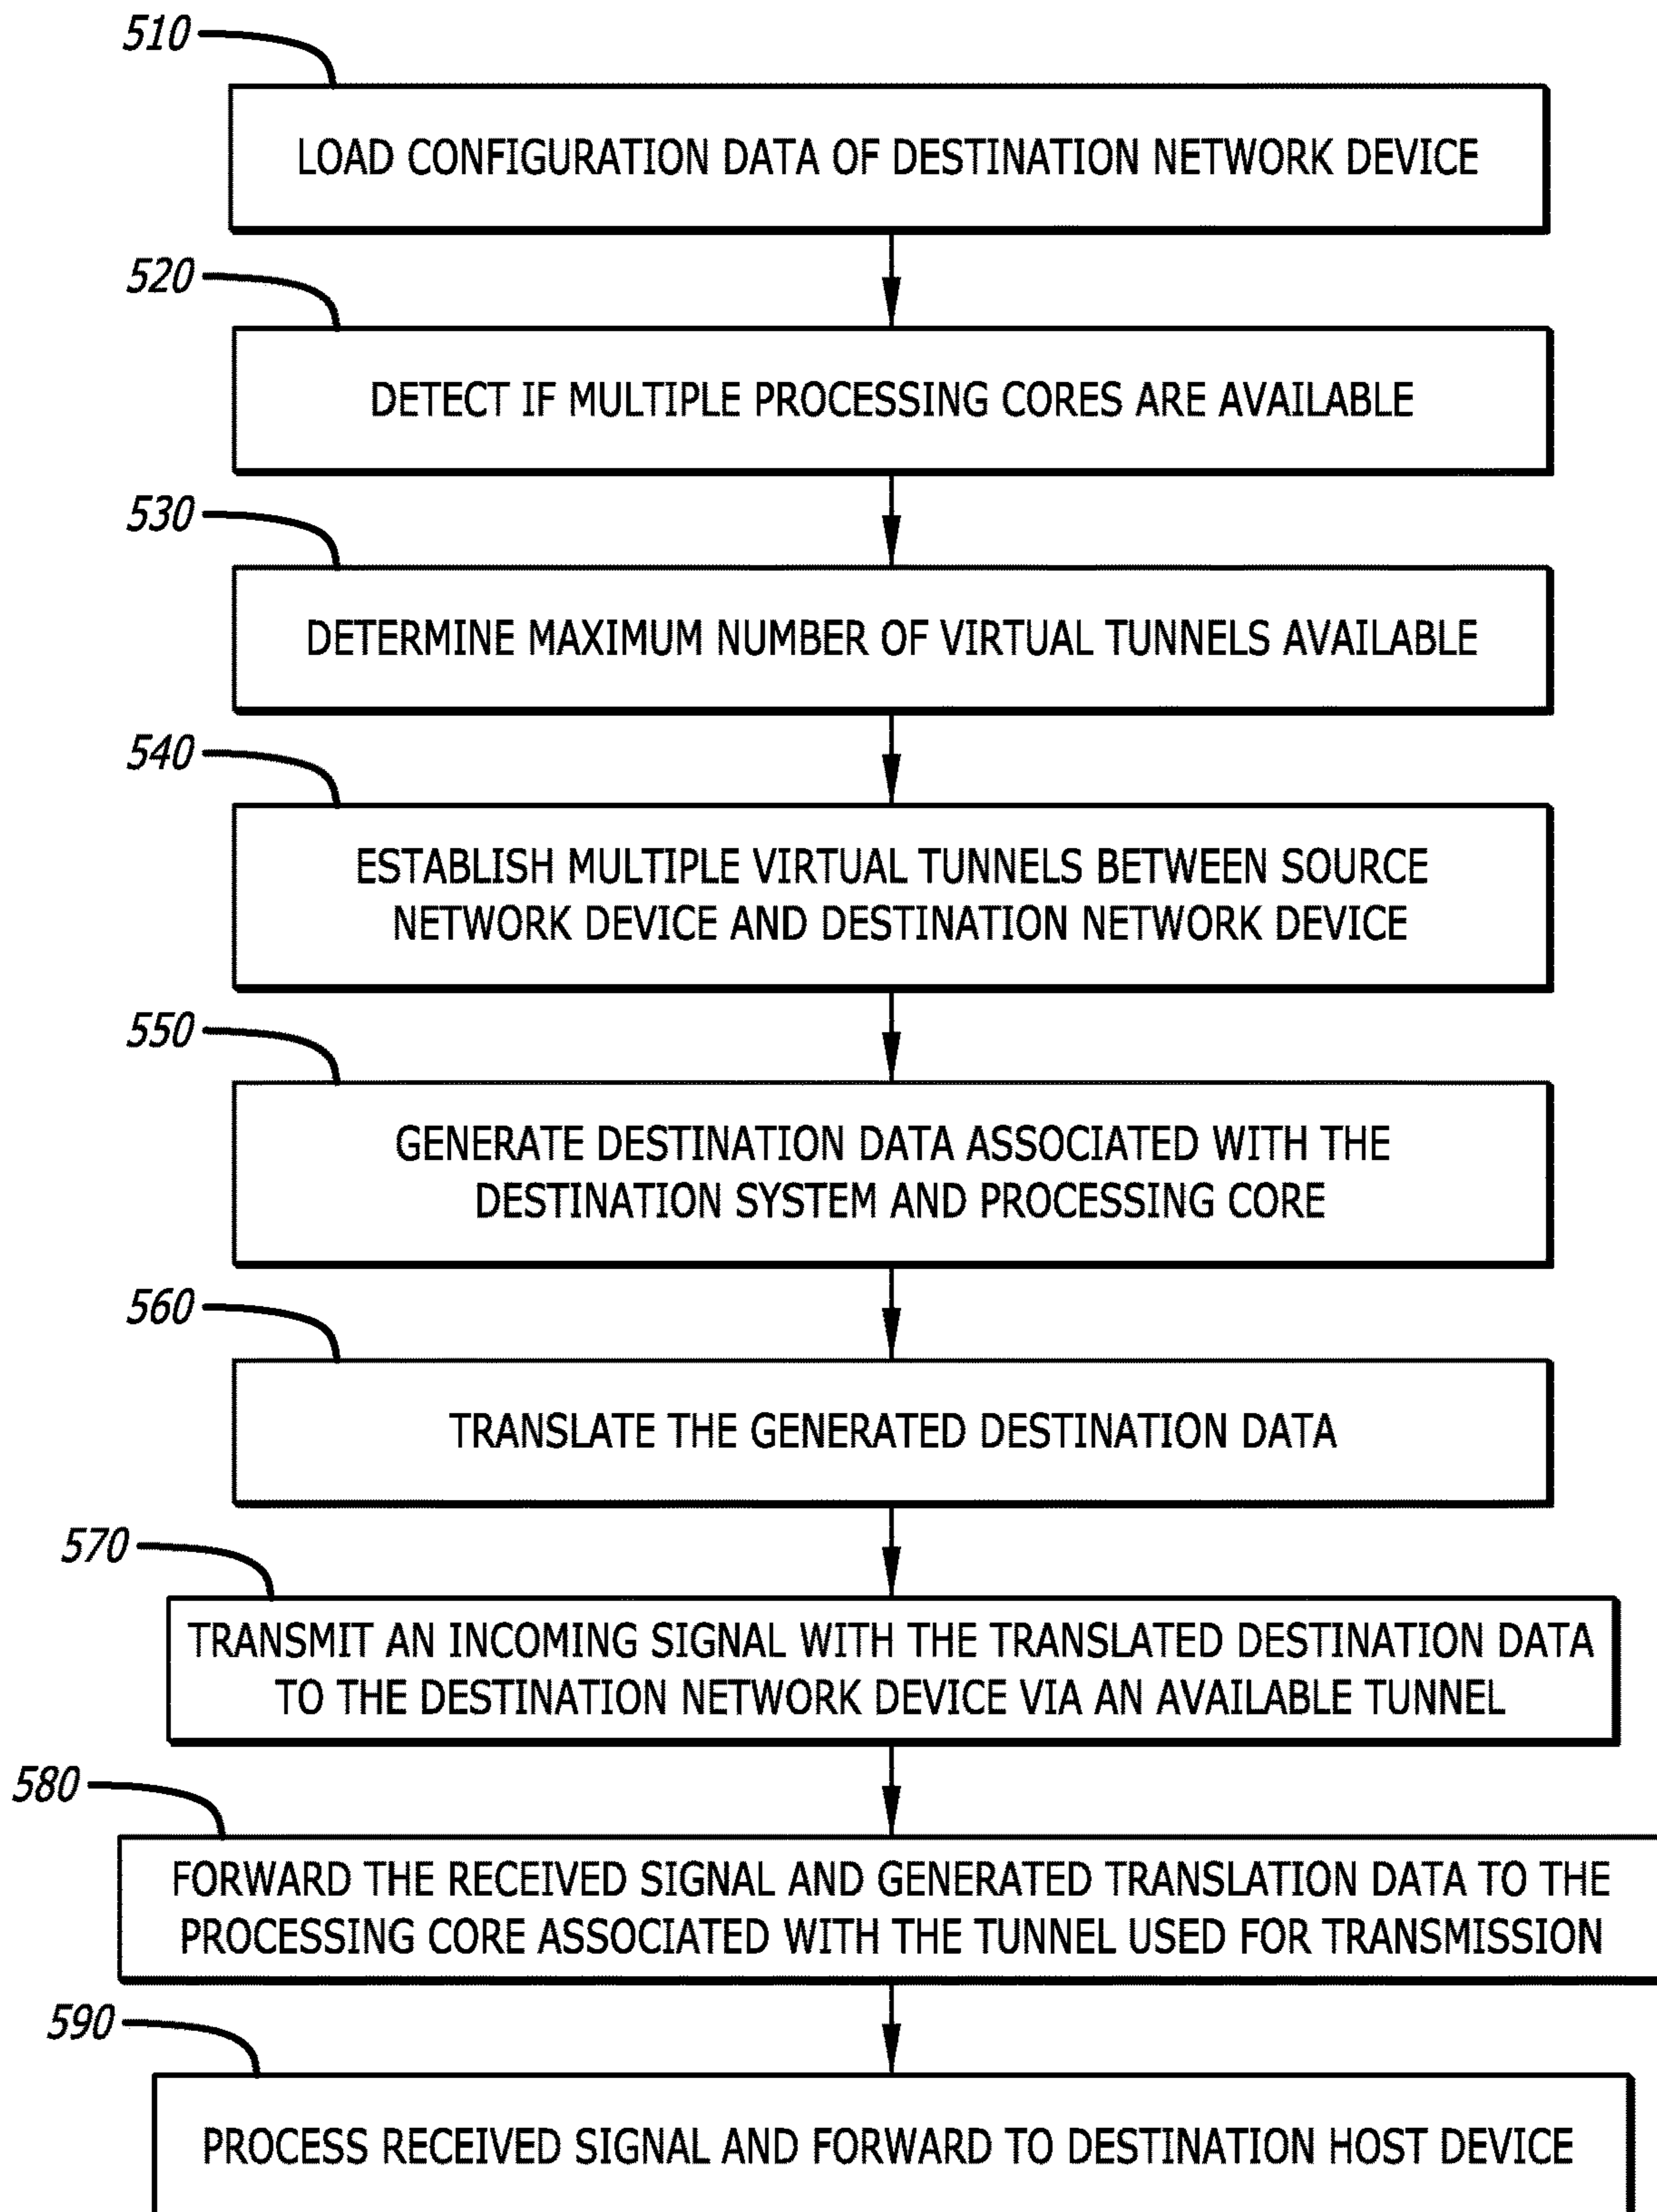 510
LOAD CONFIGURATION DATA OF DESTINATION NETWORK DEVICE
520
DETECT IF MULTIPLE PROCESSING CORES ARE AVAILABLE
530
DETERMINE MAXIMUM NUMBER OF VIRTUAL TUNNELS AVAILABLE
540
ESTABLISH MULTIPLE VIRTUAL TUNNELS BETWEEN SOURCE
NETWORK DEVICE AND DESTINATION NETWORK DEVICE
550
GENERATE DESTINATION DATA ASSOCIATED WITH THE
DESTINATION SYSTEM AND PROCESSING CORE
560
TRANSLATE THE GENERATED DESTINATION DATA
570
TRANSMIT AN INCOMING SIGNAL WITH THE TRANSLATED DESTINATION DATA
TO THE DESTINATION NETWORK DEVICE VIA AN AVAILABLE TUNNEL
580
FORWARD THE RECEIVED SIGNAL AND GENERATED TRANSLATION DATA TO THE
PROCESSING CORE ASSOCIATED WITH THE TUNNEL USED FOR TRANSMISSION
590
PROCESS RECEIVED SIGNAL AND FORWARD TO DESTINATION HOST DEVICE